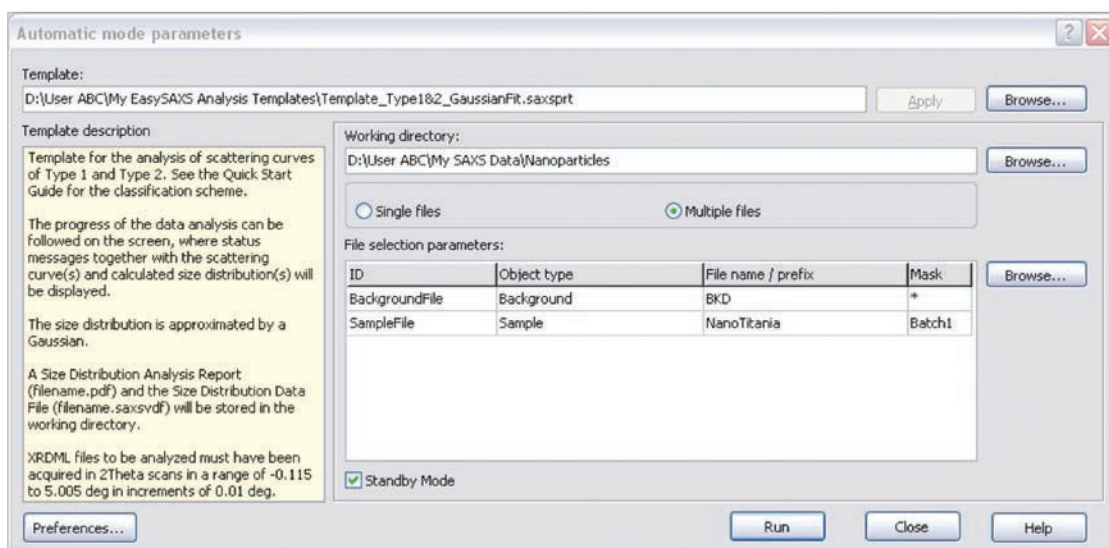 Automatic mode parameters
Template:
D:\User ABC\My EasySAXS Analysis Templates\Template_Type1&2_GaussianFit.saxsprt
Apply
Browse...
Template description
Template for the analysis of scattering curves
of Type 1 and Type 2. See the Quick Start
Guide for the classification scheme.
The progress of the data analysis can be
followed on the screen, where status
messages together with the scattering
curve(s) and calculated size distribution(s) will
be displayed.
The size distribution is approximated by a
Gaussian.
A Size Distribution Analysis Report
(filename.pdf) and the Size Distribution Data
File (filename.saxsvdf) will be stored in the
working directory.
XRDML files to be analyzed must have been
acquired in 2Theta scans in a range of -0.115
to 5.005 deg in increments of 0.01 deg.
Working directory:
D:\User ABC\My SAXS Data\Nanoparticles
Browse...
Single files Multiple files
File selection parameters:
ID Object type File name / prefix Mask
BackgroundFile Background BKD *
SampleFile Sample NanoTitania Batch1
Browse...
Standby Mode
Preferences... Run Close Help